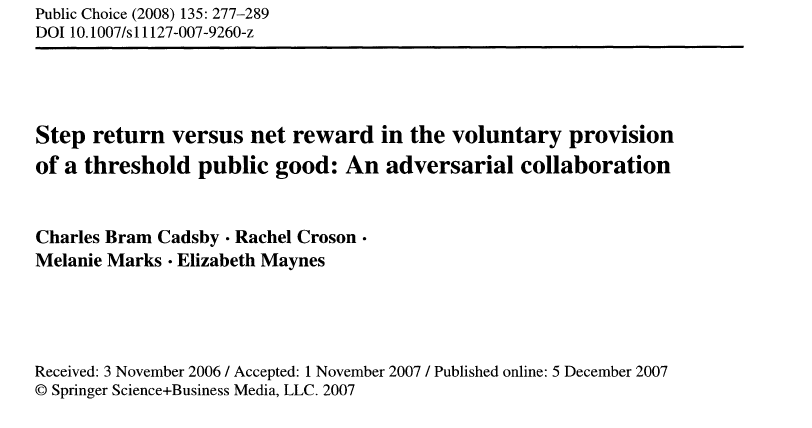 Public Choice (2008) 135: 277–289
DOI 10.1007/s11127-007-9260-z
Step return versus net reward in the voluntary provision
of a threshold public good: An adversarial collaboration
Charles Bram Cadsby · Rachel Croson ·
Melanie Marks · Elizabeth Maynes
Received: 3 November 2006 / Accepted: 1 November 2007 / Published online: 5 December 2007
© Springer Science+Business Media, LLC. 2007